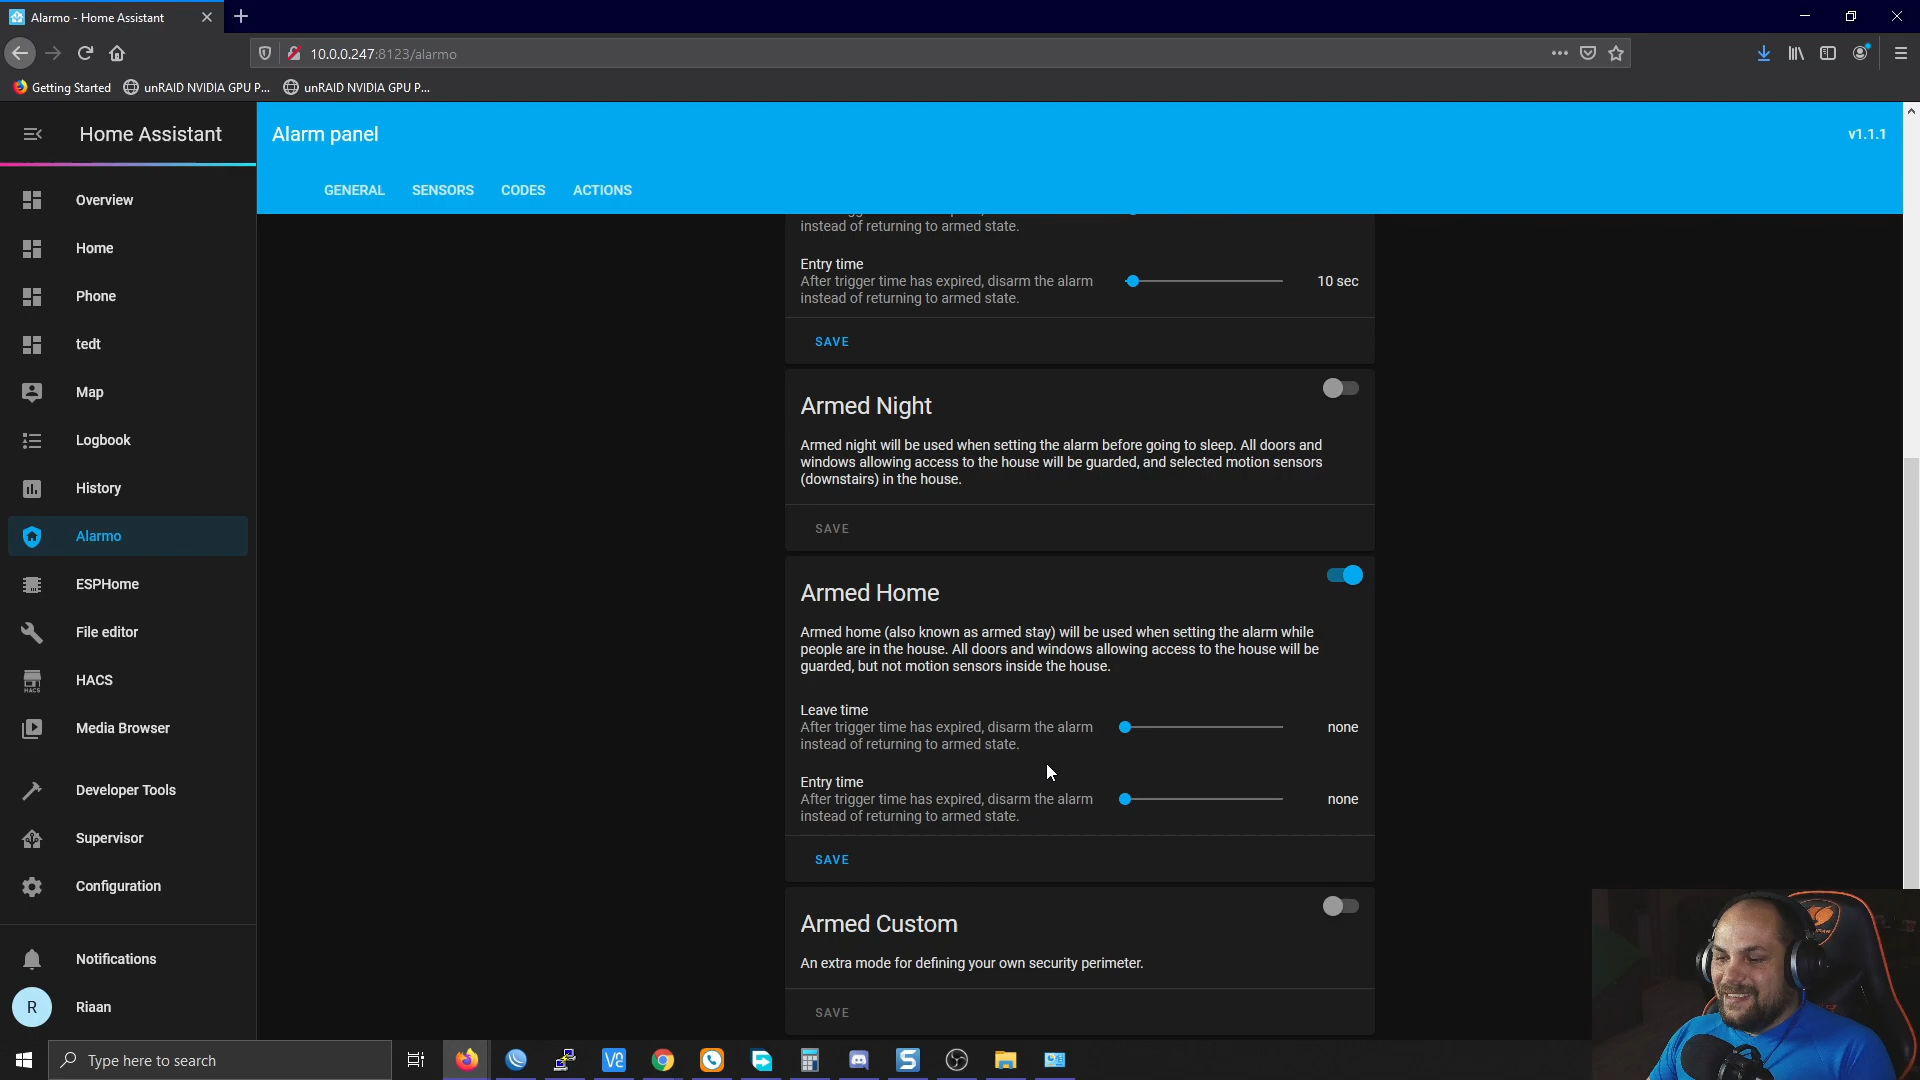 Alarmo - Home Assistant
10.0.0.247:8123/alarmo
Getting Started
unRAID NVIDIA GPU P...
unRAID NVIDIA GPU P...
Home Assistant
Alarm panel
v1.1.1
GENERAL
SENSORS
CODES
ACTIONS
Overview
Home
Phone
tedt
Map
Logbook
History
Alarmo
ESPHome
File editor
HACS
HACS
Media Browser
Developer Tools
Supervisor
Configuration
Notifications
R
Riaan
instead of returning to armed state.
Entry time
After trigger time has expired, disarm the alarm
instead of returning to armed state.
10 sec
SAVE
Armed Night
Armed night will be used when setting the alarm before going to sleep. All doors and
windows allowing access to the house will be guarded, and selected motion sensors
(downstairs) in the house.
SAVE
Armed Home
Armed home (also known as armed stay) will be used when setting the alarm while
people are in the house. All doors and windows allowing access to the house will be
guarded, but not motion sensors inside the house.
Leave time
After trigger time has expired, disarm the alarm
instead of returning to armed state.
none
Entry time
After trigger time has expired, disarm the alarm
instead of returning to armed state.
none
SAVE
Armed Custom
An extra mode for defining your own security perimeter.
SAVE
Type here to search